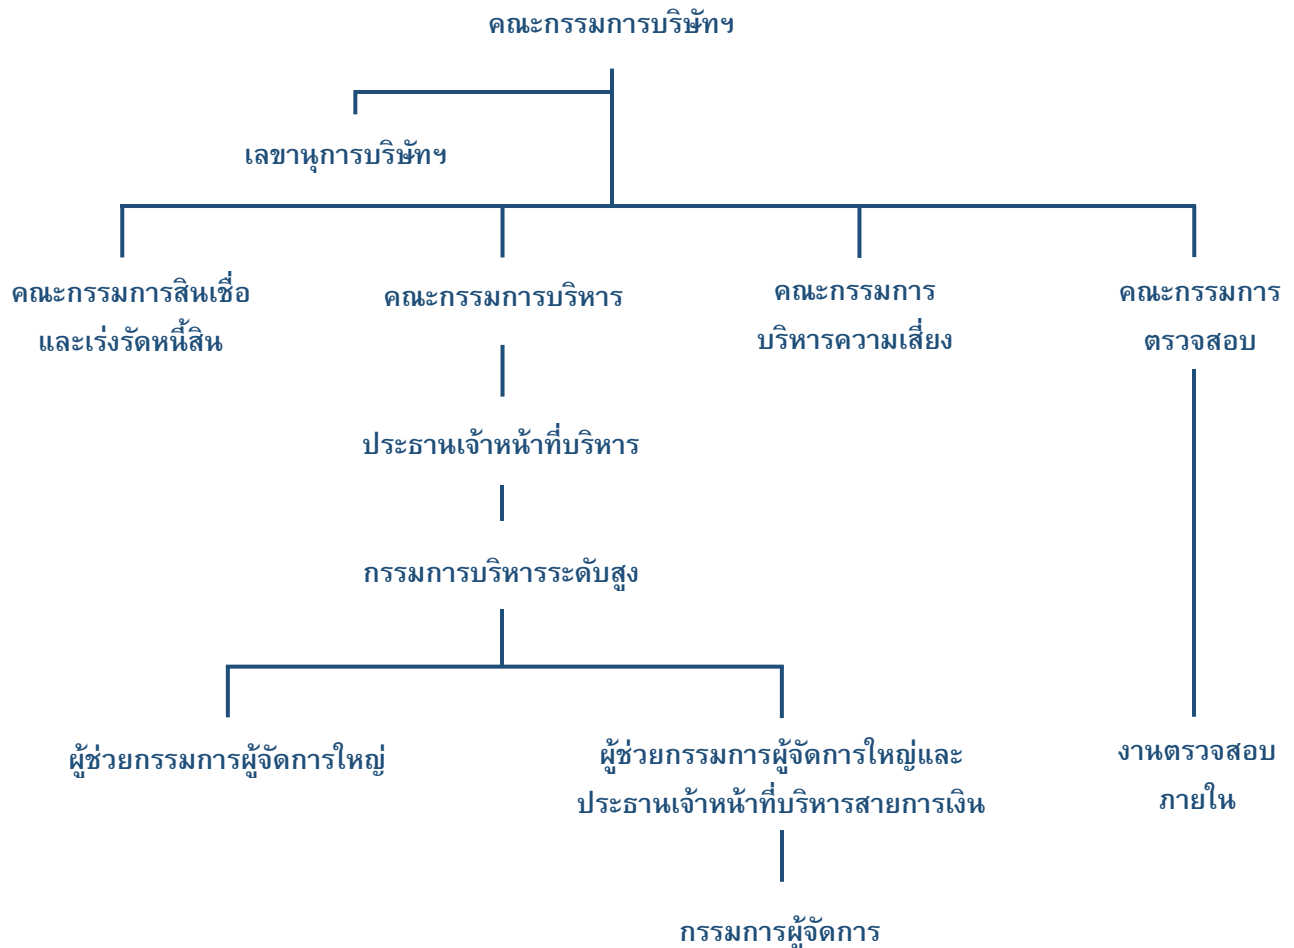 คณะกรรมการบริษัทฯ
เลขานุการบริษัทฯ
คณะกรรมการสินเชื่อ
และเร่งรัดหนี้สิน
คณะกรรมการบริหาร
คณะกรรมการ
บริหารความเสี่ยง
คณะกรรมการ
ตรวจสอบ
ประธานเจ้าหน้าที่บริหาร
กรรมการบริหารระดับสูง
ผู้ช่วยกรรมการผู้จัดการใหญ่
ผู้ช่วยกรรมการผู้จัดการใหญ่และ
ประธานเจ้าหน้าที่บริหารสายการเงิน
งานตรวจสอบ
ภายใน
กรรมการผู้จัดการ